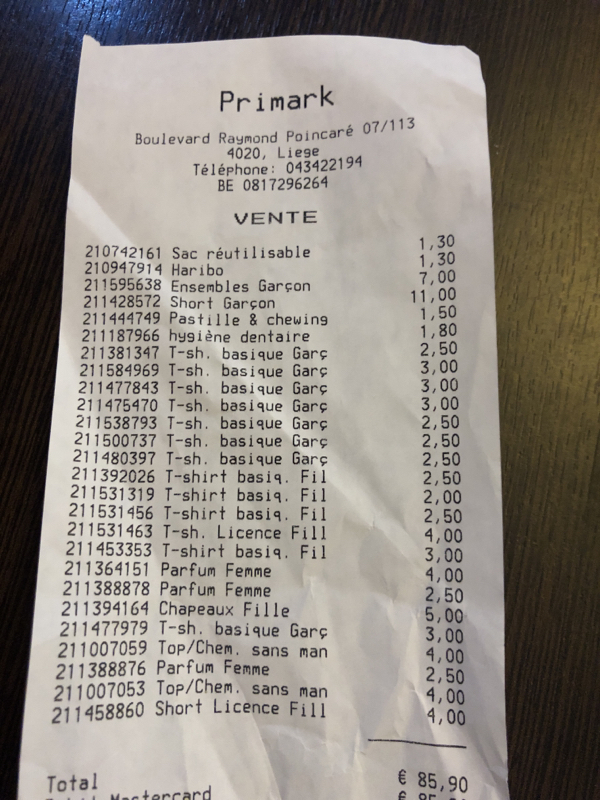 Primark
Boulevard Raymond Poincaré 07/113
4020, Liege
Téléphone: 043422194
BE 0817296264
VENTE
210742161 Sac réutilisable 1,30
210947914 Haribo 1,30
211595638 Ensembles Garçon 7,00
211428572 Short Garçon 11,00
211444749 Pastille & chewing 1,50
211187966 hygiène dentaire 1,80
211381347 T-sh. basique Garç 2,50
211584969 T-sh. basique Garç 3,00
211477843 T-sh. basique Garç 3,00
211475470 T-sh. basique Garç 3,00
211538793 T-sh. basique Garç 2,50
211500737 T-sh. basique Garç 2,50
211480397 T-sh. basique Garç 2,50
211392026 T-shirt basiq. Fil 2,50
211531319 T-shirt basiq. Fil 2,00
211531456 T-shirt basiq. Fil 2,50
211531463 T-sh. Licence Fill 4,00
211453353 T-shirt basiq. Fil 3,00
211364151 Parfum Femme 4,00
211388878 Parfum Femme 2,50
211394164 Chapeaux Fille 5,00
211477979 T-sh. basique Garç 3,00
211007059 Top/Chem. sans man 4,00
211388876 Parfum Femme 2,50
211007053 Top/Chem. sans man 4,00
211458860 Short Licence Fill 4,00
Total € 85,90
Mastercard €